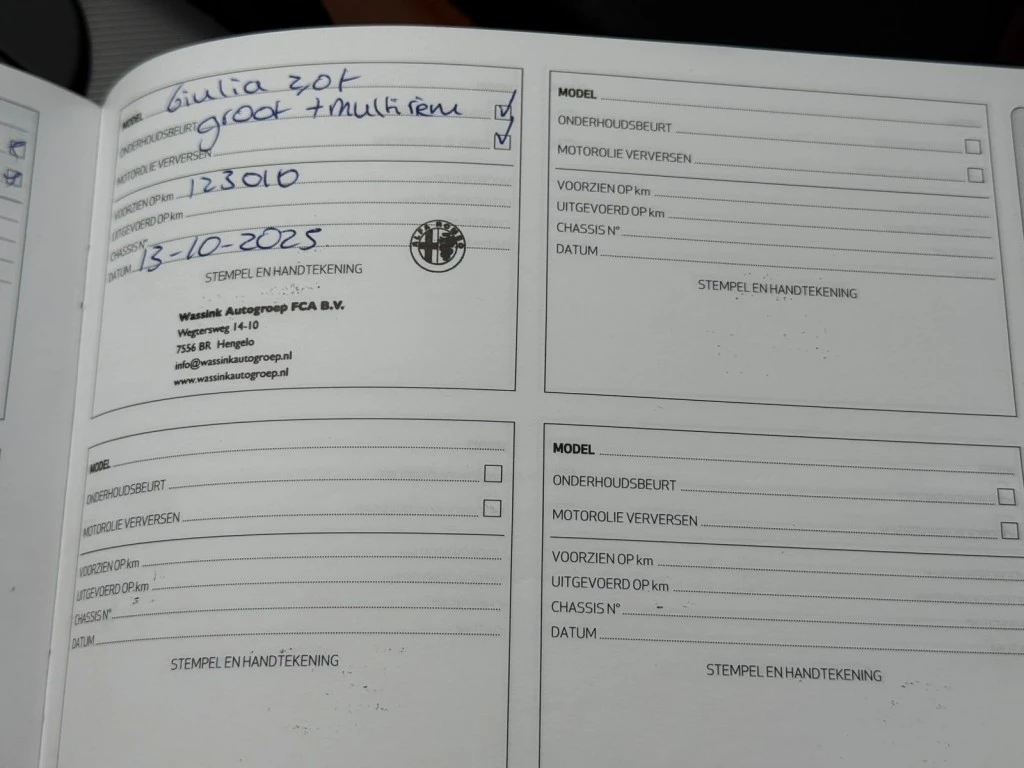 MODEL Giulia 2,0t
ONDERHOUDSBEURT groot + multiriem
MOTOROLIE VERVERSEN
VOORZIEN OP km 123010
UITGEVOERD OP km
CHASSIS N°
DATUM 13-10-2025
ALFA ROMEO
STEMPEL EN HANDTEKENING
Wassink Autogroep FCA B.V.
Wegtersweg 14-10
7556 BR Hengelo
info@wassinkautogroep.nl
www.wassinkautogroep.nl
MODEL
ONDERHOUDSBEURT
MOTOROLIE VERVERSEN
VOORZIEN OP km
UITGEVOERD OP km
CHASSIS N°
DATUM
STEMPEL EN HANDTEKENING
MODEL
ONDERHOUDSBEURT
MOTOROLIE VERVERSEN
VOORZIEN OP km
UITGEVOERD OP km
CHASSIS N°
DATUM
STEMPEL EN HANDTEKENING
MODEL
ONDERHOUDSBEURT
MOTOROLIE VERVERSEN
VOORZIEN OP km
UITGEVOERD OP km
CHASSIS N°
DATUM
STEMPEL EN HANDTEKENING